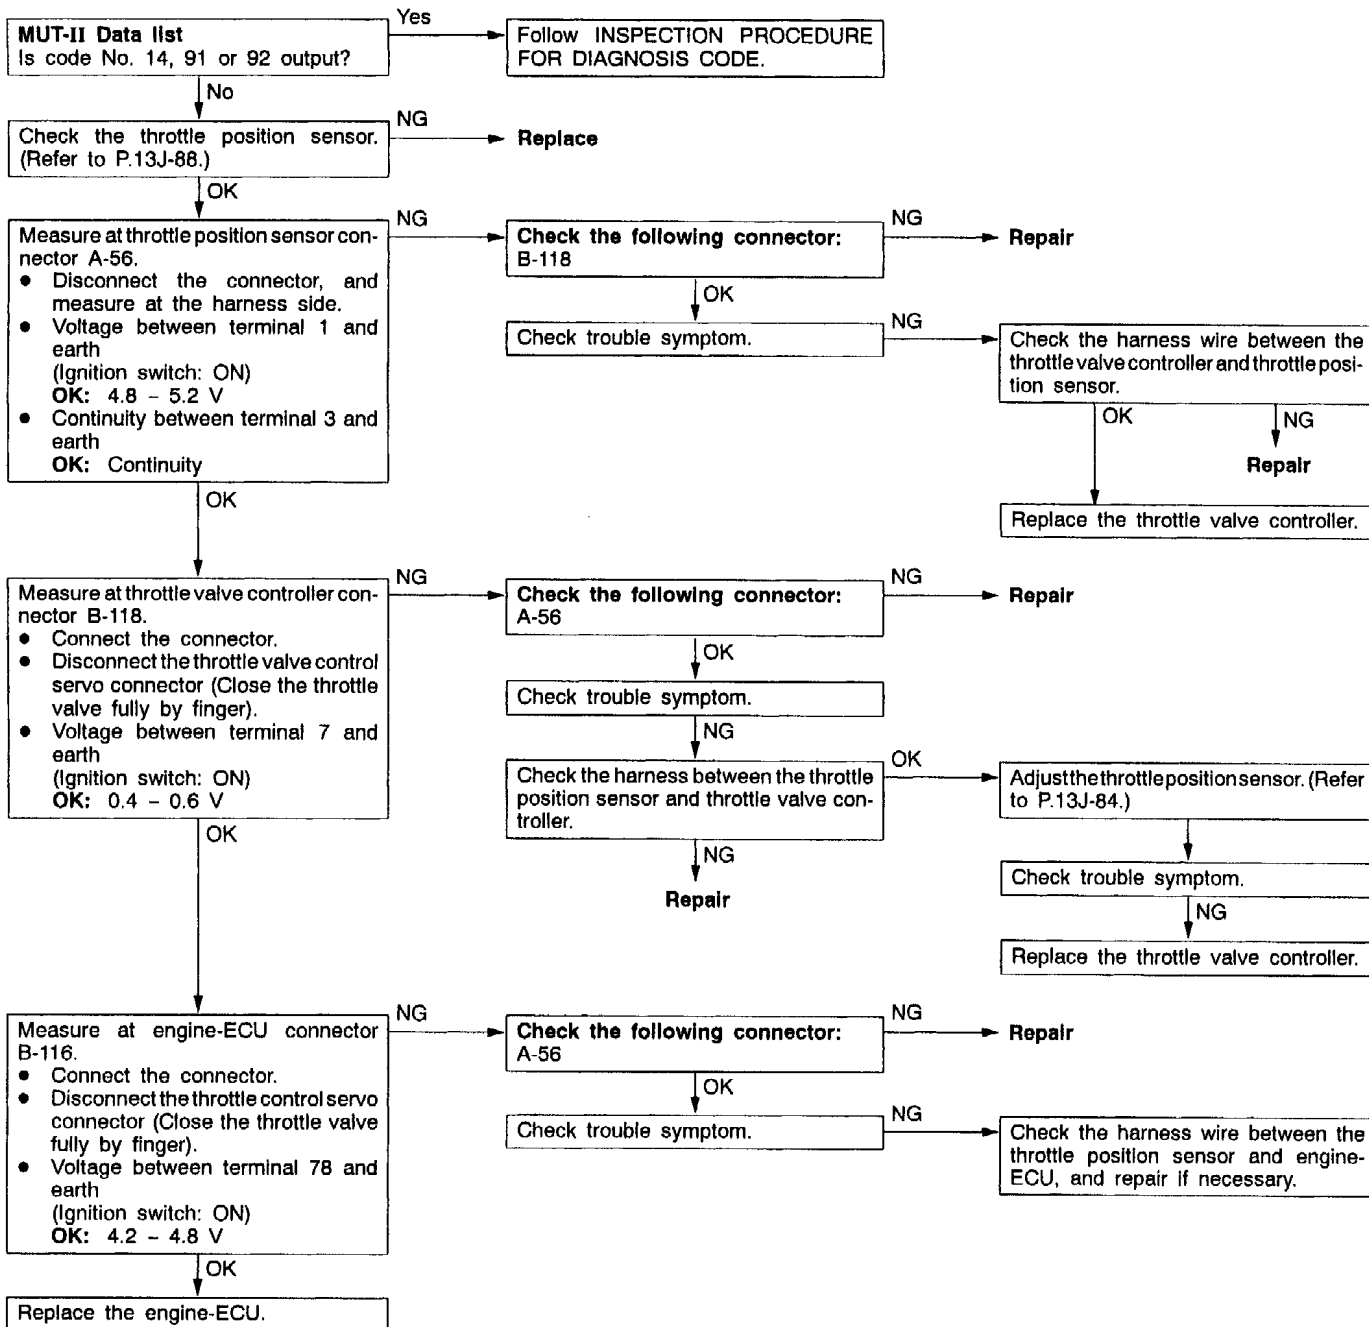 MUT-II Data list
Is code No. 14, 91 or 92 output?
Yes
Follow INSPECTION PROCEDURE
FOR DIAGNOSIS CODE.
No
Check the throttle position sensor.
(Refer to P.13J-88.)
NG
Replace
OK
Measure at throttle position sensor con-
nector A-56.
● Disconnect the connector, and
measure at the harness side.
● Voltage between terminal 1 and
earth
(Ignition switch: ON)
OK: 4.8 – 5.2 V
● Continuity between terminal 3 and
earth
OK: Continuity
NG
Check the following connector:
B-118
NG
Repair
OK
Check trouble symptom.
NG
Check the harness wire between the
throttle valve controller and throttle posi-
tion sensor.
OK
NG
Repair
Replace the throttle valve controller.
OK
Measure at throttle valve controller con-
nector B-118.
● Connect the connector.
● Disconnect the throttle valve control
servo connector (Close the throttle
valve fully by finger).
● Voltage between terminal 7 and
earth
(Ignition switch: ON)
OK: 0.4 – 0.6 V
NG
Check the following connector:
A-56
NG
Repair
OK
Check trouble symptom.
NG
Check the harness between the throttle
position sensor and throttle valve con-
troller.
OK
Adjust the throttle position sensor. (Refer
to P.13J-84.)
NG
Repair
Check trouble symptom.
NG
Replace the throttle valve controller.
OK
Measure at engine-ECU connector
B-116.
● Connect the connector.
● Disconnect the throttle control servo
connector (Close the throttle valve
fully by finger).
● Voltage between terminal 78 and
earth
(Ignition switch: ON)
OK: 4.2 – 4.8 V
NG
Check the following connector:
A-56
NG
Repair
OK
Check trouble symptom.
NG
Check the harness wire between the
throttle position sensor and engine-
ECU, and repair if necessary.
OK
Replace the engine-ECU.